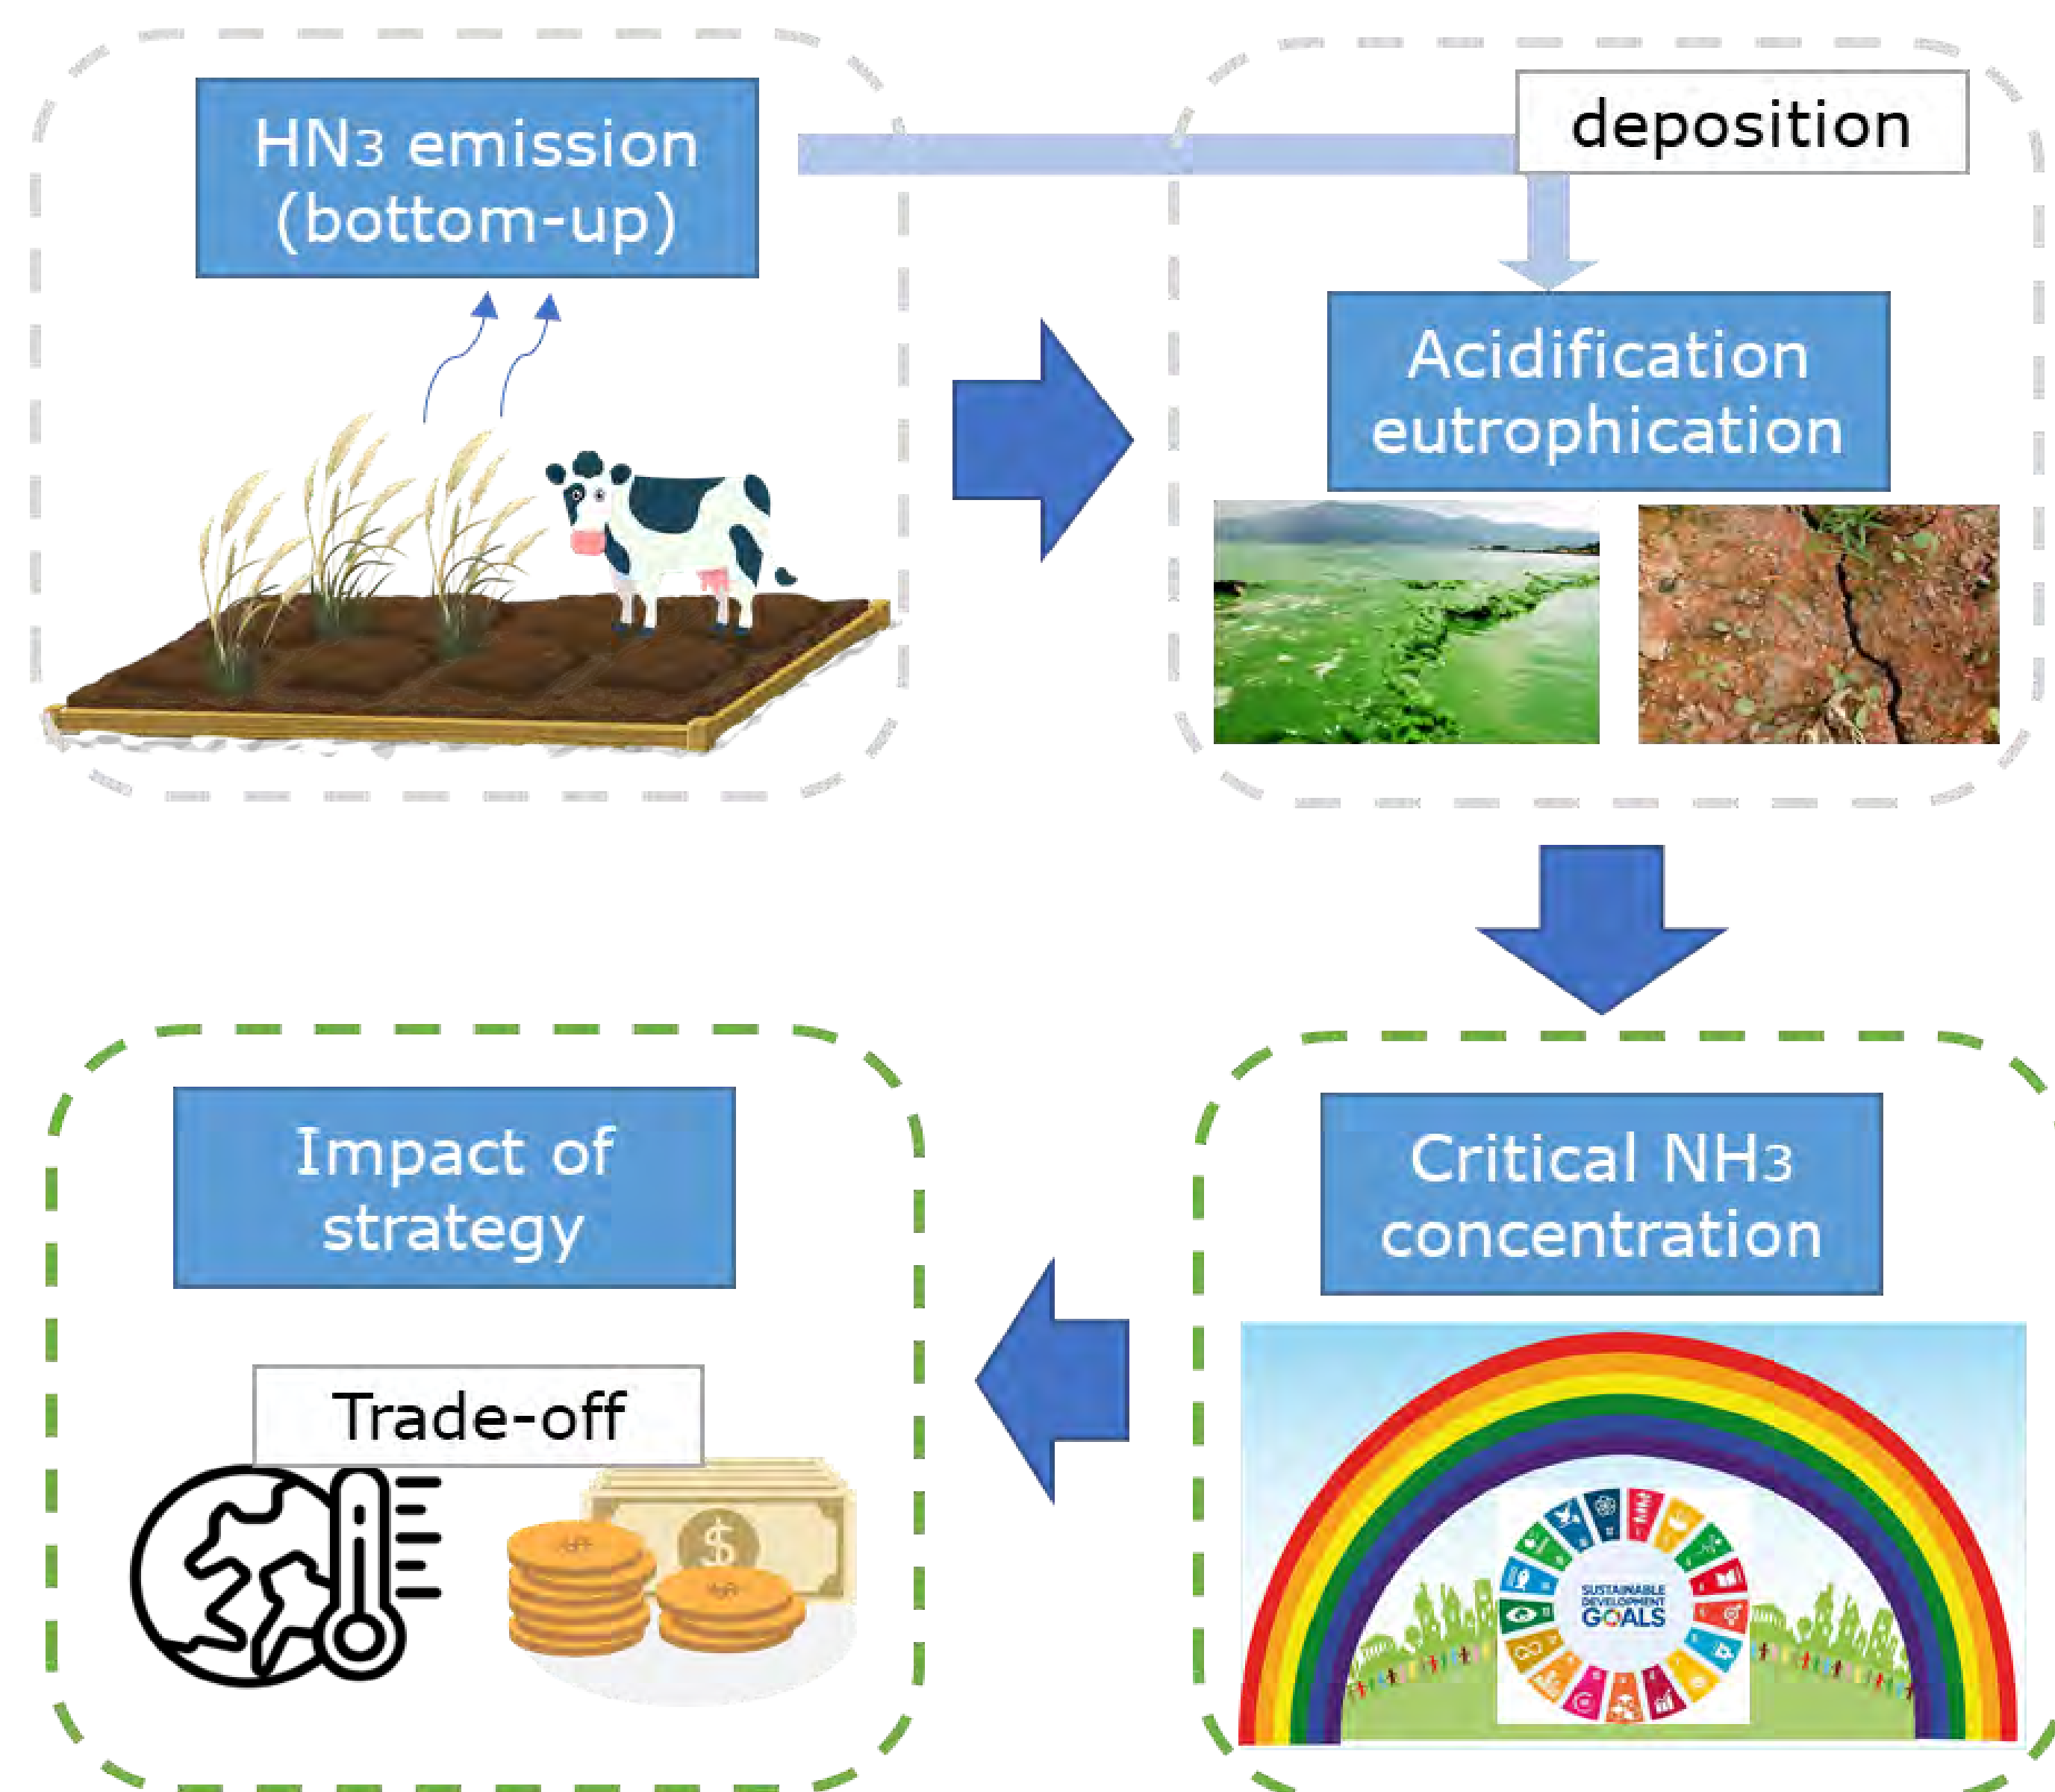 HN3 emission
(bottom-up)
deposition
Acidification
eutrophication
Impact of
strategy
Trade-off
Critical NH3
concentration
SUSTAINABLE
DEVELOPMENT
GOALS
$